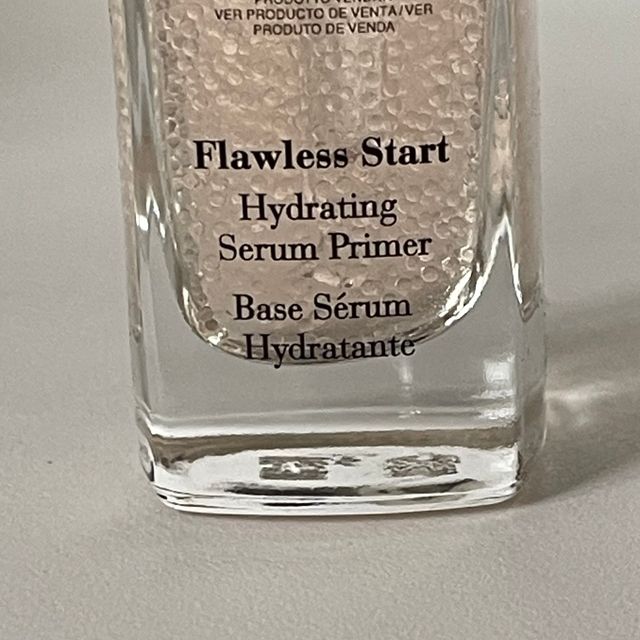 VER PRODUCTO DE VENTA/VER
PRODUTO DE VENDA
Flawless Start
Hydrating
Serum Primer
Base Sérum
Hydratante